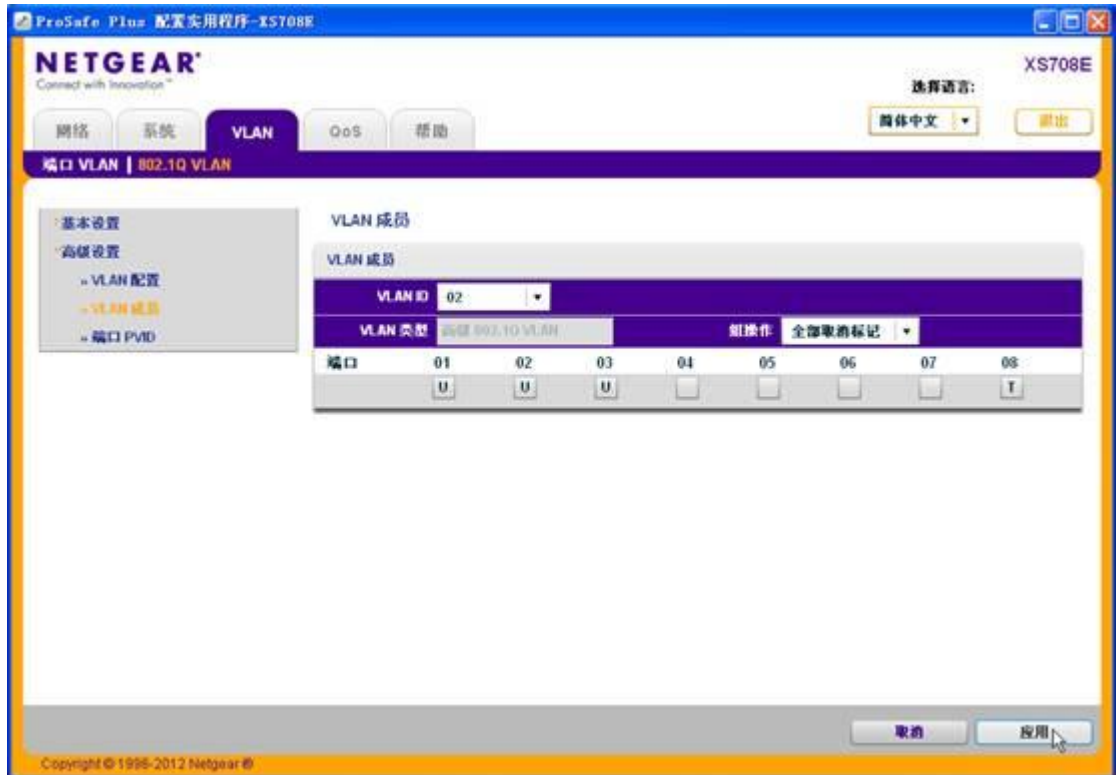 ProSafe Plus 配置实用程序-XS708E
NETGEAR®
Connect with Innovation™
XS708E
选择语言:
网络 系统 VLAN QoS 帮助 简体中文 退出
端口 VLAN | 802.1Q VLAN
基本设置
高级设置
» VLAN 配置
» VLAN 成员
» 端口 PVID
VLAN 成员
VLAN 成员
VLAN ID 02
VLAN 类型 高级 802.1Q VLAN 组操作 全部取消标记
端口 01 02 03 04 05 06 07 08
U U U T
取消 应用
Copyright © 1996-2012 Netgear ®